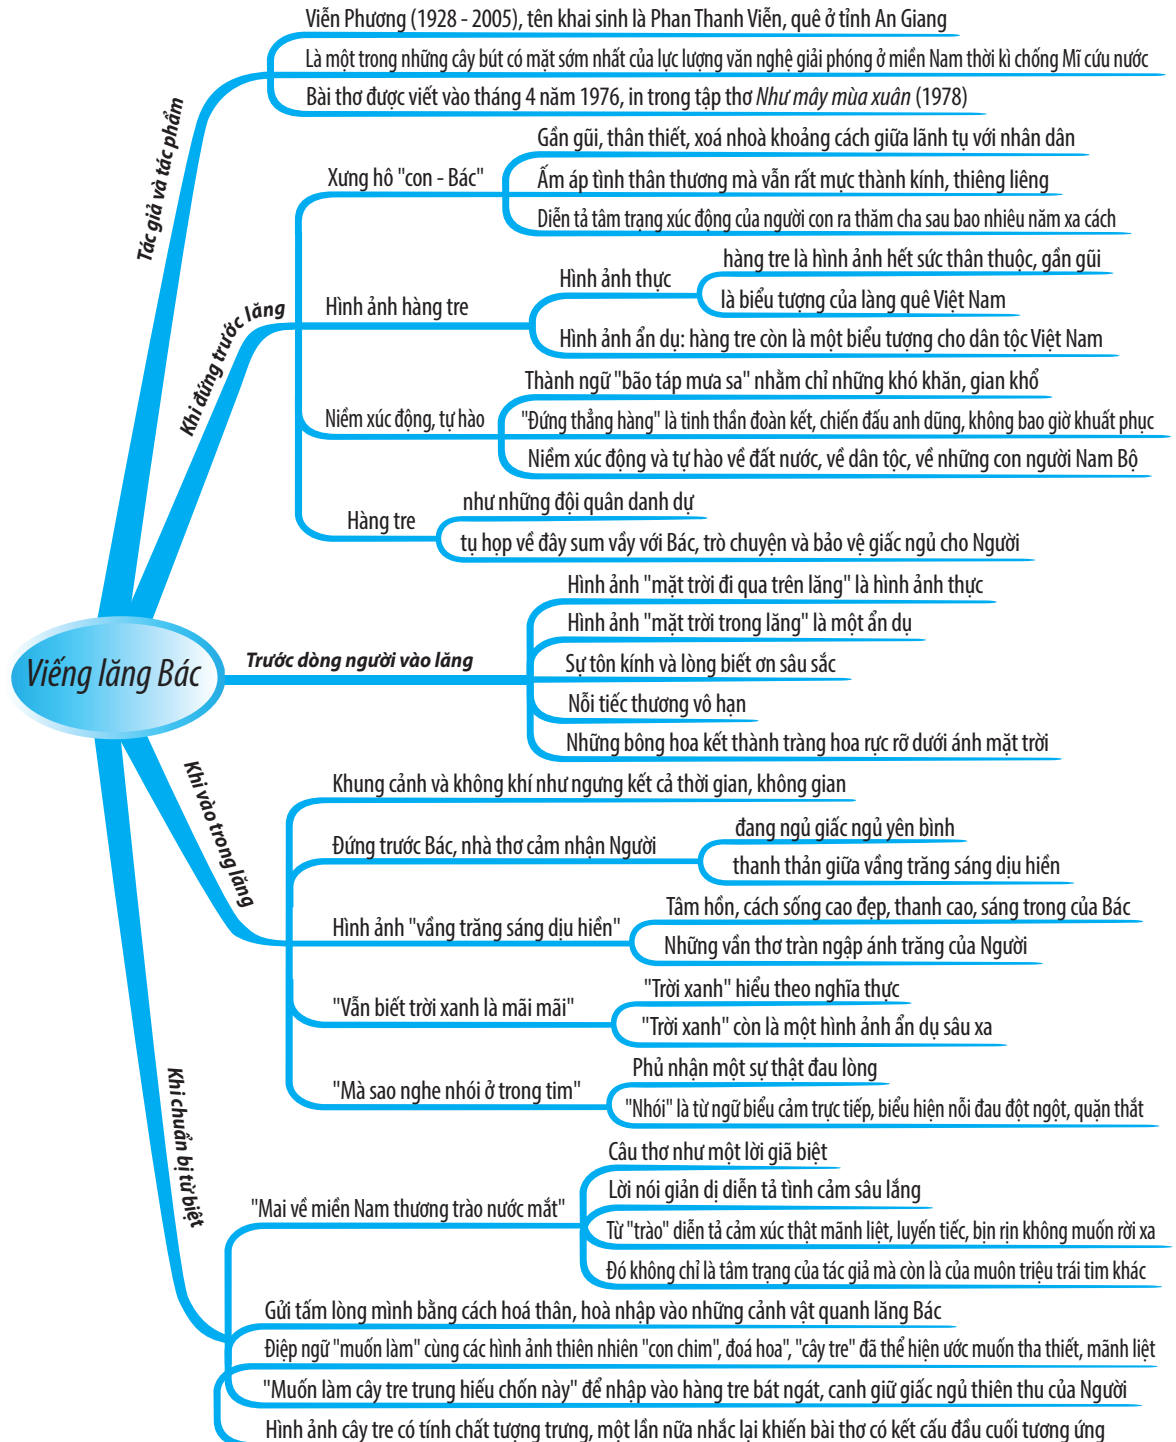 Viễn Phương (1928 - 2005), tên khai sinh là Phan Thanh Viễn, quê ở tỉnh An Giang
Là một trong những cây bút có mặt sớm nhất của lực lượng văn nghệ giải phóng ở miền Nam thời kì chống Mĩ cứu nước
Bài thơ được viết vào tháng 4 năm 1976, in trong tập thơ Như mây mùa xuân (1978)
Tác giả và tác phẩm
Gần gũi, thân thiết, xoá nhoà khoảng cách giữa lãnh tụ với nhân dân
Xưng hô "con - Bác"
Ấm áp tình thân thương mà vẫn rất mực thành kính, thiêng liêng
Diễn tả tâm trạng xúc động của người con ra thăm cha sau bao nhiêu năm xa cách
hàng tre là hình ảnh hết sức thân thuộc, gần gũi
Hình ảnh thực
là biểu tượng của làng quê Việt Nam
Hình ảnh hàng tre
Hình ảnh ẩn dụ: hàng tre còn là một biểu tượng cho dân tộc Việt Nam
Khi đứng trước lăng
Thành ngữ "bão táp mưa sa" nhằm chỉ những khó khăn, gian khổ
Niềm xúc động, tự hào
"Đứng thẳng hàng" là tinh thần đoàn kết, chiến đấu anh dũng, không bao giờ khuất phục
Niềm xúc động và tự hào về đất nước, về dân tộc, về những con người Nam Bộ
như những đội quân danh dự
Hàng tre
tụ họp về đây sum vầy với Bác, trò chuyện và bảo vệ giấc ngủ cho Người
Hình ảnh "mặt trời đi qua trên lăng" là hình ảnh thực
Hình ảnh "mặt trời trong lăng" là một ẩn dụ
Viếng lăng Bác
Trước dòng người vào lăng
Sự tôn kính và lòng biết ơn sâu sắc
Nỗi tiếc thương vô hạn
Những bông hoa kết thành tràng hoa rực rỡ dưới ánh mặt trời
Khi vào trong lăng
Khung cảnh và không khí như ngưng kết cả thời gian, không gian
đang ngủ giấc ngủ yên bình
Đứng trước Bác, nhà thơ cảm nhận Người
thanh thản giữa vầng trăng sáng dịu hiền
Tâm hồn, cách sống cao đẹp, thanh cao, sáng trong của Bác
Hình ảnh "vầng trăng sáng dịu hiền"
Những vần thơ tràn ngập ánh trăng của Người
"Trời xanh" hiểu theo nghĩa thực
"Vẫn biết trời xanh là mãi mãi"
"Trời xanh" còn là một hình ảnh ẩn dụ sâu xa
Phủ nhận một sự thật đau lòng
"Mà sao nghe nhói ở trong tim"
"Nhói" là từ ngữ biểu cảm trực tiếp, biểu hiện nỗi đau đột ngột, quặn thắt
Khi chuẩn bị từ biệt
Câu thơ như một lời giã biệt
Lời nói giản dị diễn tả tình cảm sâu lắng
"Mai về miền Nam thương trào nước mắt"
Từ "trào" diễn tả cảm xúc thật mãnh liệt, luyến tiếc, bịn rịn không muốn rời xa
Đó không chỉ là tâm trạng của tác giả mà còn là của muôn triệu trái tim khác
Gửi tấm lòng mình bằng cách hoá thân, hoà nhập vào những cảnh vật quanh lăng Bác
Điệp ngữ "muốn làm" cùng các hình ảnh thiên nhiên "con chim", đoá hoa", "cây tre" đã thể hiện ước muốn tha thiết, mãnh liệt
"Muốn làm cây tre trung hiếu chốn này" để nhập vào hàng tre bát ngát, canh giữ giấc ngủ thiên thu của Người
Hình ảnh cây tre có tính chất tượng trưng, một lần nữa nhắc lại khiến bài thơ có kết cấu đầu cuối tương ứng